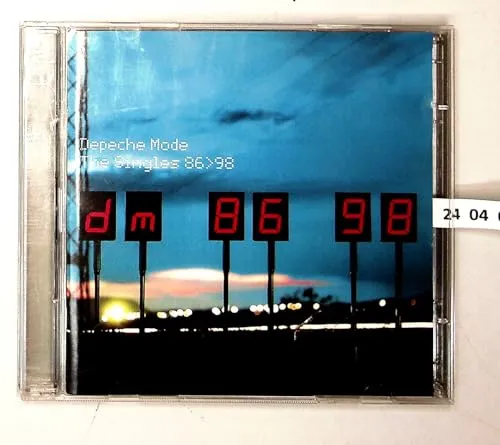 Depeche Mode
The Singles 86>98
dm 86 98
24 04